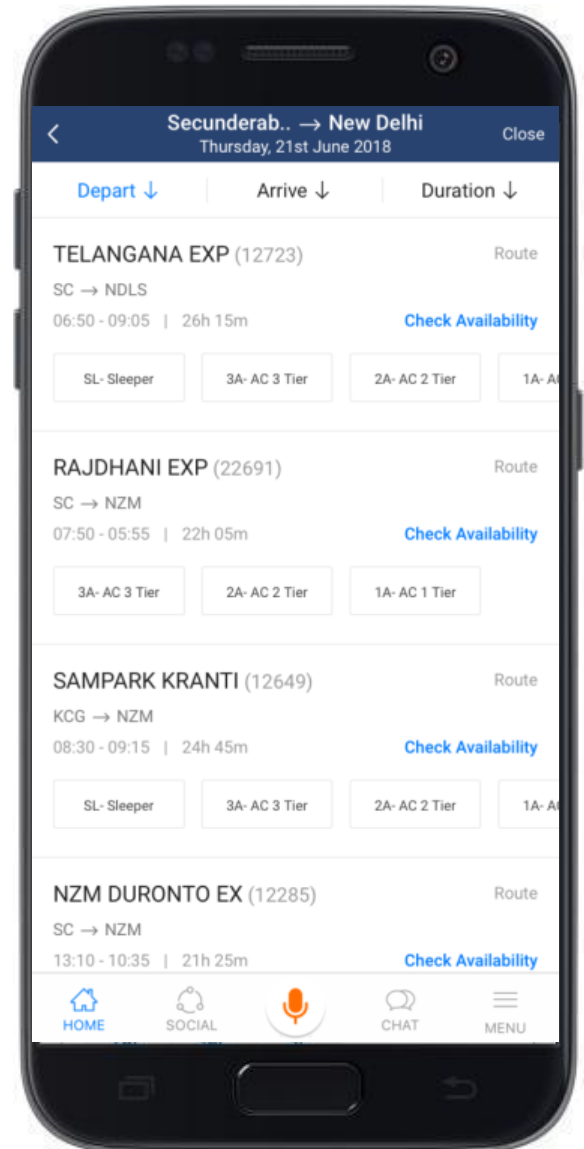 Secunderab.. → New Delhi
Thursday, 21st June 2018
Close
Depart ↓ Arrive ↓ Duration ↓
TELANGANA EXP (12723) Route
SC → NDLS
06:50 - 09:05 | 26h 15m Check Availability
SL- Sleeper 3A- AC 3 Tier 2A- AC 2 Tier 1A- A
RAJDHANI EXP (22691) Route
SC → NZM
07:50 - 05:55 | 22h 05m Check Availability
3A- AC 3 Tier 2A- AC 2 Tier 1A- AC 1 Tier
SAMPARK KRANTI (12649) Route
KCG → NZM
08:30 - 09:15 | 24h 45m Check Availability
SL- Sleeper 3A- AC 3 Tier 2A- AC 2 Tier 1A- A
NZM DURONTO EX (12285) Route
SC → NZM
13:10 - 10:35 | 21h 25m Check Availability
HOME SOCIAL CHAT MENU